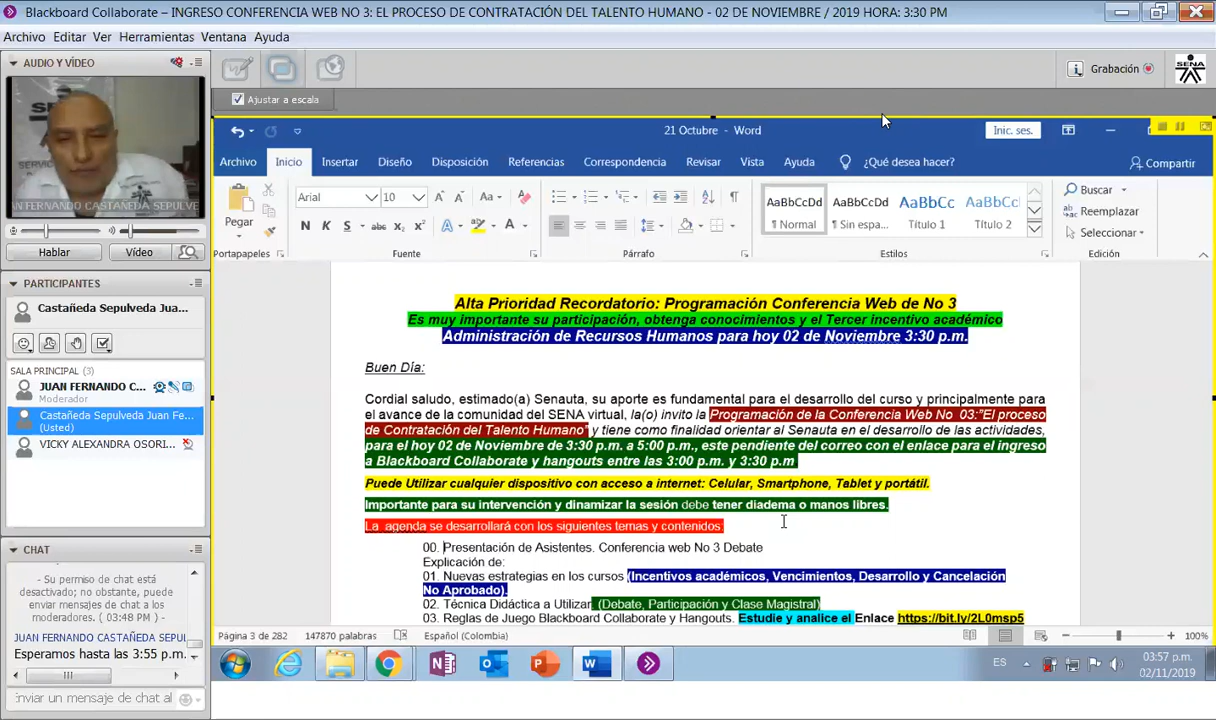 Blackboard Collaborate – INGRESO CONFERENCIA WEB NO 3: EL PROCESO DE CONTRATACIÓN DEL TALENTO HUMANO - 02 DE NOVIEMBRE / 2019 HORA: 3:30 PM
Archivo Editar Ver Herramientas Ventana Ayuda
AUDIO Y VÍDEO
Grabación
SENA
Ajustar a escala
21 Octubre - Word
Inic. ses.
Archivo Inicio Insertar Diseño Disposición Referencias Correspondencia Revisar Vista Ayuda ¿Qué desea hacer? Compartir
Pegar
Portapapeles
Arial 10
N K S abc x₂ x²
Fuente
Párrafo
AaBbCcDd AaBbCcDd AaBbCc AaBbCcD
¶ Normal ¶ Sin espa... Título 1 Título 2
Estilos
Buscar
Reemplazar
Seleccionar
Edición
Hablar Vídeo
PARTICIPANTES
Castañeda Sepulveda Jua...
SALA PRINCIPAL (3)
JUAN FERNANDO C...
Moderador
Castañeda Sepulveda Juan Fe...
(Usted)
VICKY ALEXANDRA OSORI...
CHAT
- Su permiso de chat está
desactivado; no obstante, puede
enviar mensajes de chat a los
moderadores. (03:48 PM) -
JUAN FERNANDO CASTAÑEDA SEPUL
Esperamos hasta las 3:55 p.m.
Enviar un mensaje de chat al
Alta Prioridad Recordatorio: Programación Conferencia Web de No 3
Es muy importante su participación, obtenga conocimientos y el Tercer incentivo académico
Administración de Recursos Humanos para hoy 02 de Noviembre 3:30 p.m.
Buen Día:
Cordial saludo, estimado(a) Senauta, su aporte es fundamental para el desarrollo del curso y principalmente para
el avance de la comunidad del SENA virtual, la(o) invito la Programación de la Conferencia Web No 03:"El proceso
de Contratación del Talento Humano" y tiene como finalidad orientar al Senauta en el desarrollo de las actividades,
para el hoy 02 de Noviembre de 3:30 p.m. a 5:00 p.m., este pendiente del correo con el enlace para el ingreso
a Blackboard Collaborate y hangouts entre las 3:00 p.m. y 3:30 p.m
Puede Utilizar cualquier dispositivo con acceso a internet: Celular, Smartphone, Tablet y portátil.
Importante para su intervención y dinamizar la sesión debe tener diadema o manos libres.
La agenda se desarrollará con los siguientes temas y contenidos
00. Presentación de Asistentes. Conferencia web No 3 Debate
Explicación de:
01. Nuevas estrategias en los cursos (Incentivos académicos, Vencimientos, Desarrollo y Cancelación
No Aprobado).
02. Técnica Didáctica a Utilizar. (Debate, Participación y Clase Magistral)
03. Reglas de Juego Blackboard Collaborate y Hangouts. Estudie y analice el Enlace https://bit.ly/2L0msp5
Página 3 de 282 147870 palabras Español (Colombia) 100%
ES 03:57 p.m.
02/11/2019